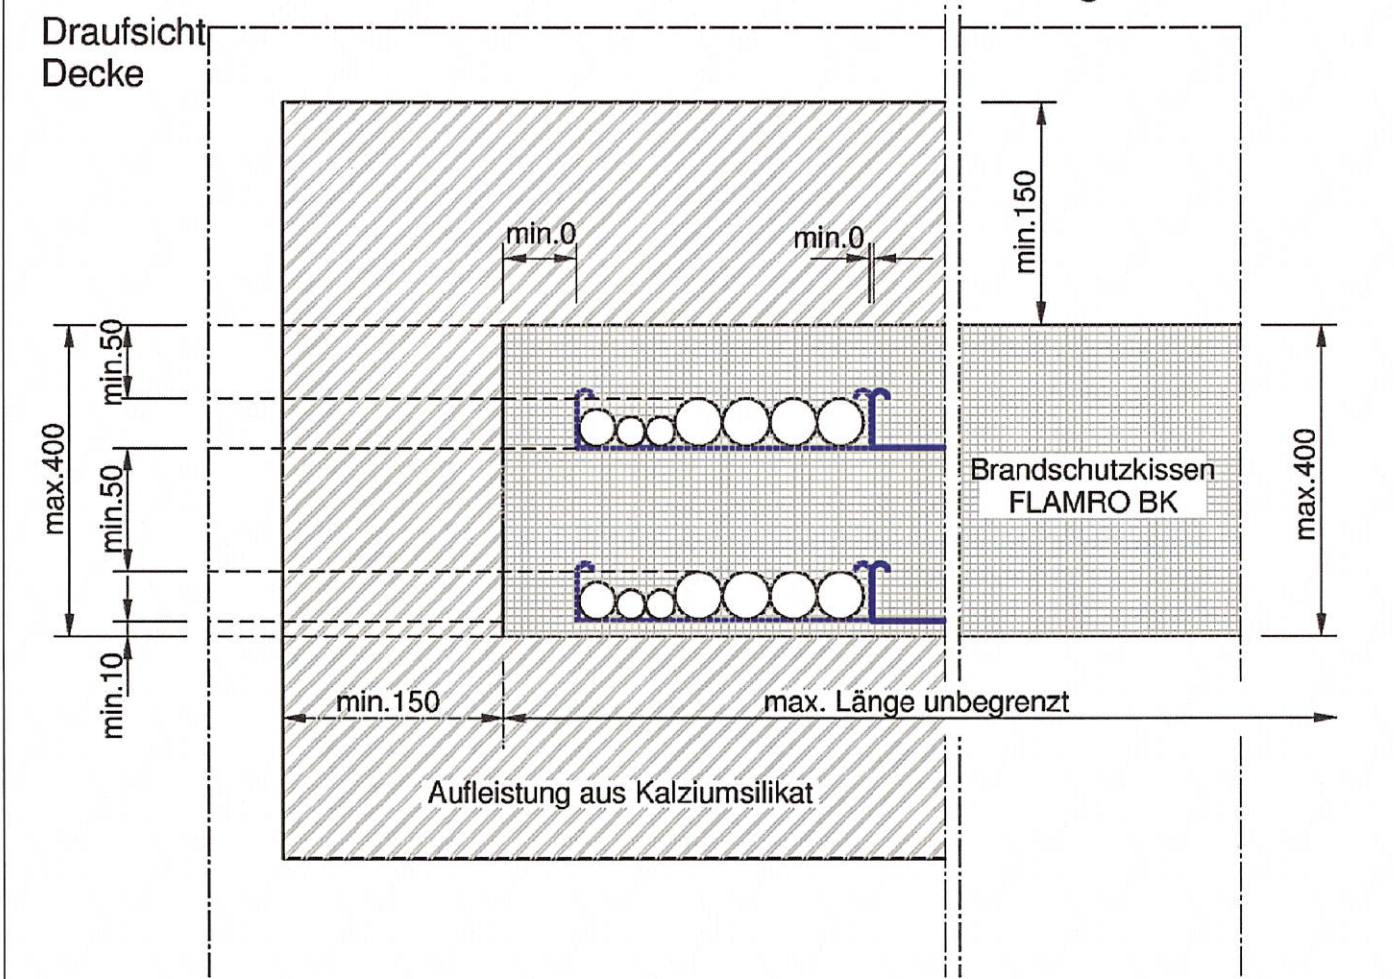 Draufsicht
Decke
min.150
min.0
min.0
min.50
max.400
min.50
min.10
Brandschutzkissen
FLAMRO BK
max.400
min.150
max. Länge unbegrenzt
Aufleistung aus Kalziumsilikat